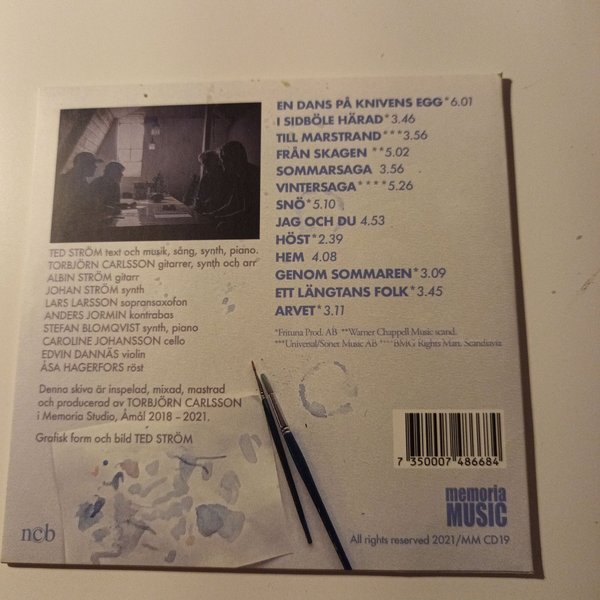 EN DANS PÅ KNIVENS EGG*6.01
I SIDBÖLE HÄRAD*3.46
TILL MARSTRAND***3.56
FRÅN SKAGEN **5.02
SOMMARSAGA 3.56
VINTERSAGA****5.26
SNÖ*5.10
JAG OCH DU 4.53
HÖST*2.39
HEM 4.08
GENOM SOMMAREN*3.09
ETT LÄNGTANS FOLK*3.45
ARVET*3.11
*Frituna Prod. AB **Warner Chappell Music scand.
***Universal/Sonet Music AB ****BMG Rights Man. Scandinavia
TED STRÖM text och musik, sång, synth, piano.
TORBJÖRN CARLSSON gitarrer, synth och arr
ALBIN STRÖM gitarr
JOHAN STRÖM synth
LARS LARSSON sopransaxofon
ANDERS JORMIN kontrabas
STEFAN BLOMQVIST synth, piano
CAROLINE JOHANSSON cello
EDVIN DANNÄS violin
ÅSA HAGERFORS röst
Denna skiva är inspelad, mixad, mastrad
och producerad av TORBJÖRN CARLSSON
i Memoria Studio, Åmål 2018 – 2021.
Grafisk form och bild TED STRÖM
7 350007 486684
memoria
MUSIC
ncb
All rights reserved 2021/MM CD19